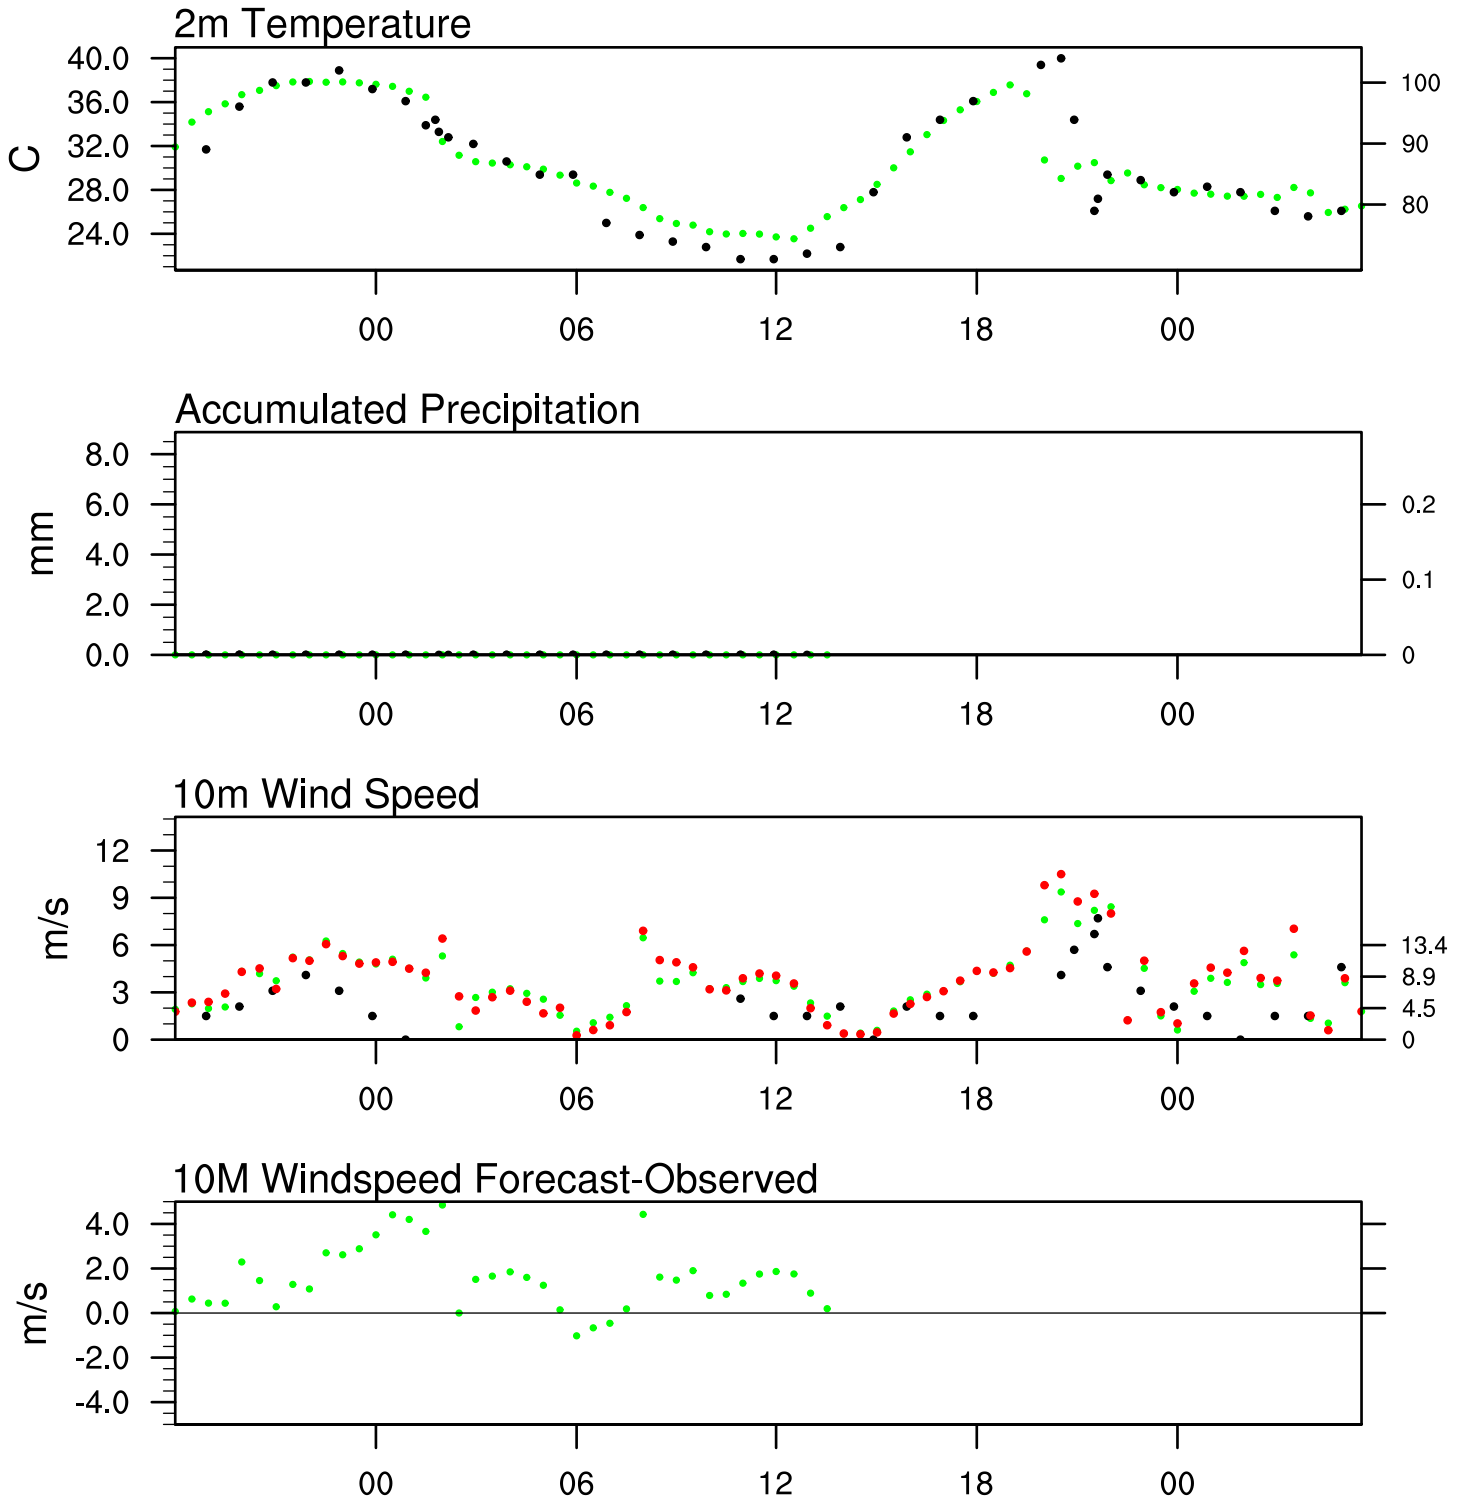 2m Temperature
40.0
36.0
32.0
28.0
24.0
C
100
90
80
00 06 12 18 00
Accumulated Precipitation
8.0
6.0
4.0
2.0
0.0
mm
0.2
0.1
0
00 06 12 18 00
10m Wind Speed
12
9
6
3
0
m/s
13.4
8.9
4.5
0
00 06 12 18 00
10M Windspeed Forecast-Observed
4.0
2.0
0.0
-2.0
-4.0
m/s
00 06 12 18 00